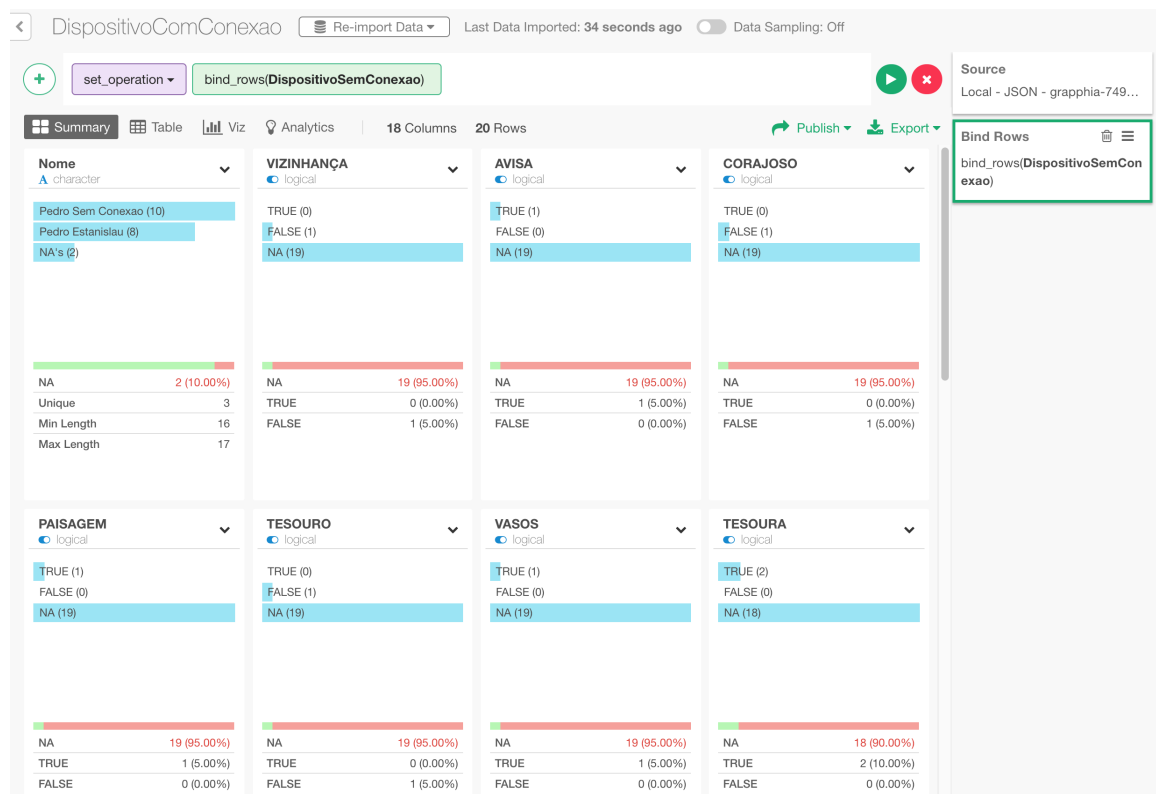 DispositivoComConexao
Re-import Data
Last Data Imported: 34 seconds ago
Data Sampling: Off
set_operation
bind_rows(DispositivoSemConexao)
Source
Local - JSON - grapphia-749...
Bind Rows
bind_rows(DispositivoSemCon
exao)
Summary
Table
Viz
Analytics
18 Columns
20 Rows
Publish
Export
Nome
character
Pedro Sem Conexao (10)
Pedro Estanislau (8)
NA's (2)
NA 2 (10.00%)
Unique 3
Min Length 16
Max Length 17
VIZINHANÇA
logical
TRUE (0)
FALSE (1)
NA (19)
NA 19 (95.00%)
TRUE 0 (0.00%)
FALSE 1 (5.00%)
AVISA
logical
TRUE (1)
FALSE (0)
NA (19)
NA 19 (95.00%)
TRUE 1 (5.00%)
FALSE 0 (0.00%)
CORAJOSO
logical
TRUE (0)
FALSE (1)
NA (19)
NA 19 (95.00%)
TRUE 0 (0.00%)
FALSE 1 (5.00%)
PAISAGEM
logical
TRUE (1)
FALSE (0)
NA (19)
NA 19 (95.00%)
TRUE 1 (5.00%)
FALSE 0 (0.00%)
TESOURO
logical
TRUE (0)
FALSE (1)
NA (19)
NA 19 (95.00%)
TRUE 0 (0.00%)
FALSE 1 (5.00%)
VASOS
logical
TRUE (1)
FALSE (0)
NA (19)
NA 19 (95.00%)
TRUE 1 (5.00%)
FALSE 0 (0.00%)
TESOURA
logical
TRUE (2)
FALSE (0)
NA (18)
NA 18 (90.00%)
TRUE 2 (10.00%)
FALSE 0 (0.00%)